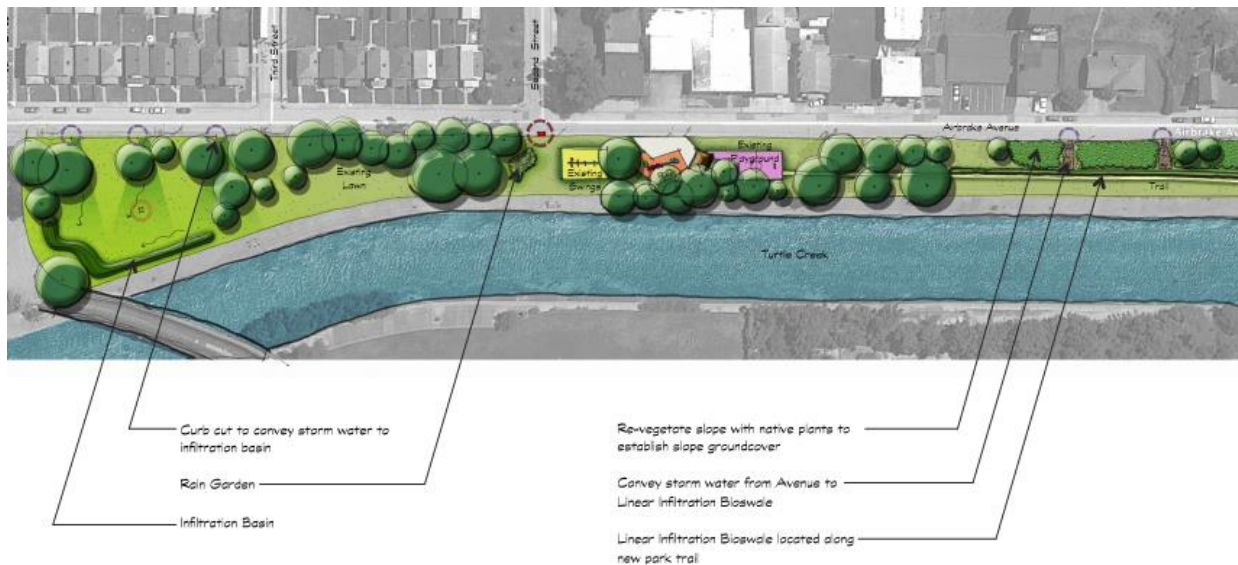 Third Street
Second Street
Airbrake Avenue
Airbrake Av
Existing
Lawn
Existing
Swings
Existing
Playground
Trail
Turtle Creek
Curb cut to convey storm water to
infiltration basin
Rain Garden
Infiltration Basin
Re-vegetate slope with native plants to
establish slope groundcover
Convey storm water from Avenue to
Linear Infiltration Bioswale
Linear Infiltration Bioswale located along
new park trail